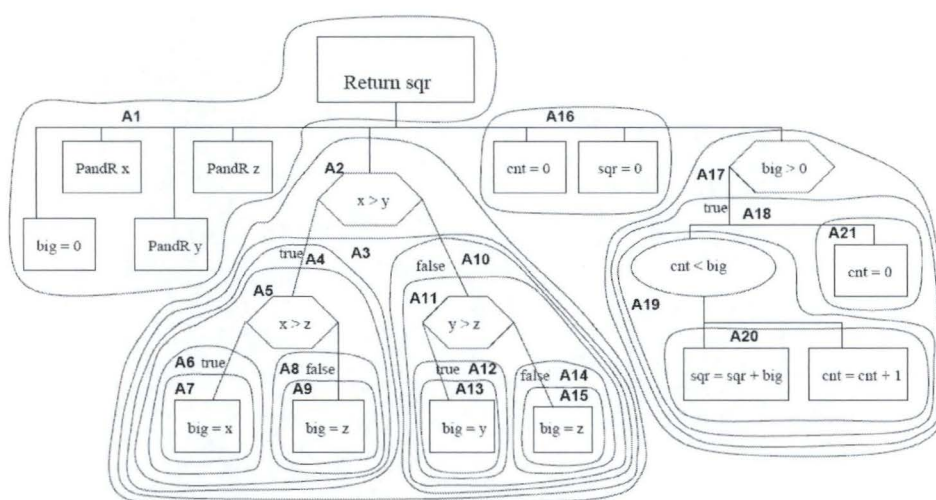 Return sqr
A1
A16
PandR x
PandR z
A2
cnt = 0
sqr = 0
A17
big > 0
x > y
true
A18
big = 0
PandR y
A21
true
A4
A3
false
A10
cnt < big
cnt = 0
A5
A11
A19
x > z
y > z
A20
A6
true
A8
false
true
A12
false
A14
sqr = sqr + big
cnt = cnt + 1
A7
A9
A13
A15
big = x
big = z
big = y
big = z